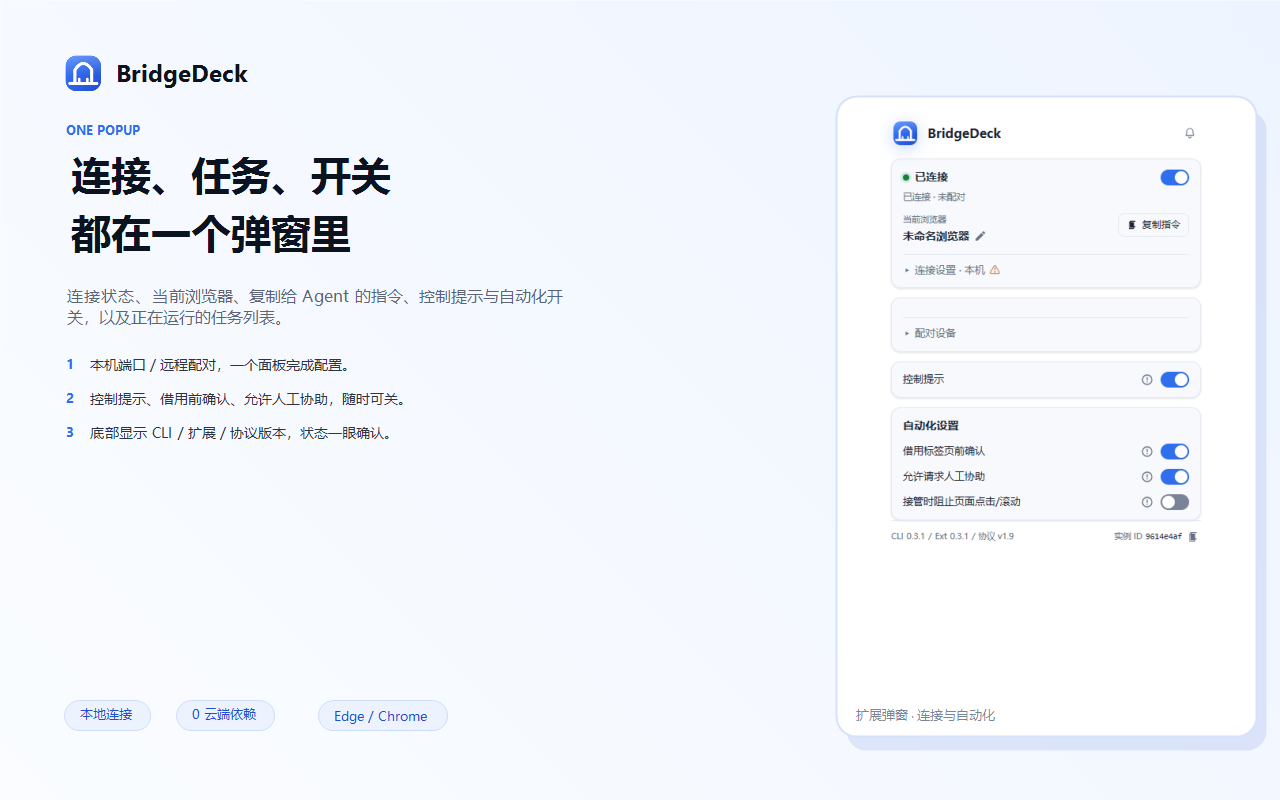 BridgeDeck
ONE POPUP
连接、任务、开关
都在一个弹窗里
连接状态、当前浏览器、复制给 Agent 的指令、控制提示与自动化开
关，以及正在运行的任务列表。
1 本机端口 / 远程配对，一个面板完成配置。
2 控制提示、借用前确认、允许人工协助，随时可关。
3 底部显示 CLI / 扩展 / 协议版本，状态一眼确认。
本地连接
0 云端依赖
Edge / Chrome
BridgeDeck
已连接
已连接 · 未配对
当前浏览器
未命名浏览器
复制指令
连接设置 · 本机
配对设备
控制提示
自动化设置
借用标签页前确认
允许请求人工协助
接管时阻止页面点击/滚动
CLI 0.3.1 / Ext 0.3.1 / 协议 v1.9
实例 ID 9614e4af
扩展弹窗 · 连接与自动化